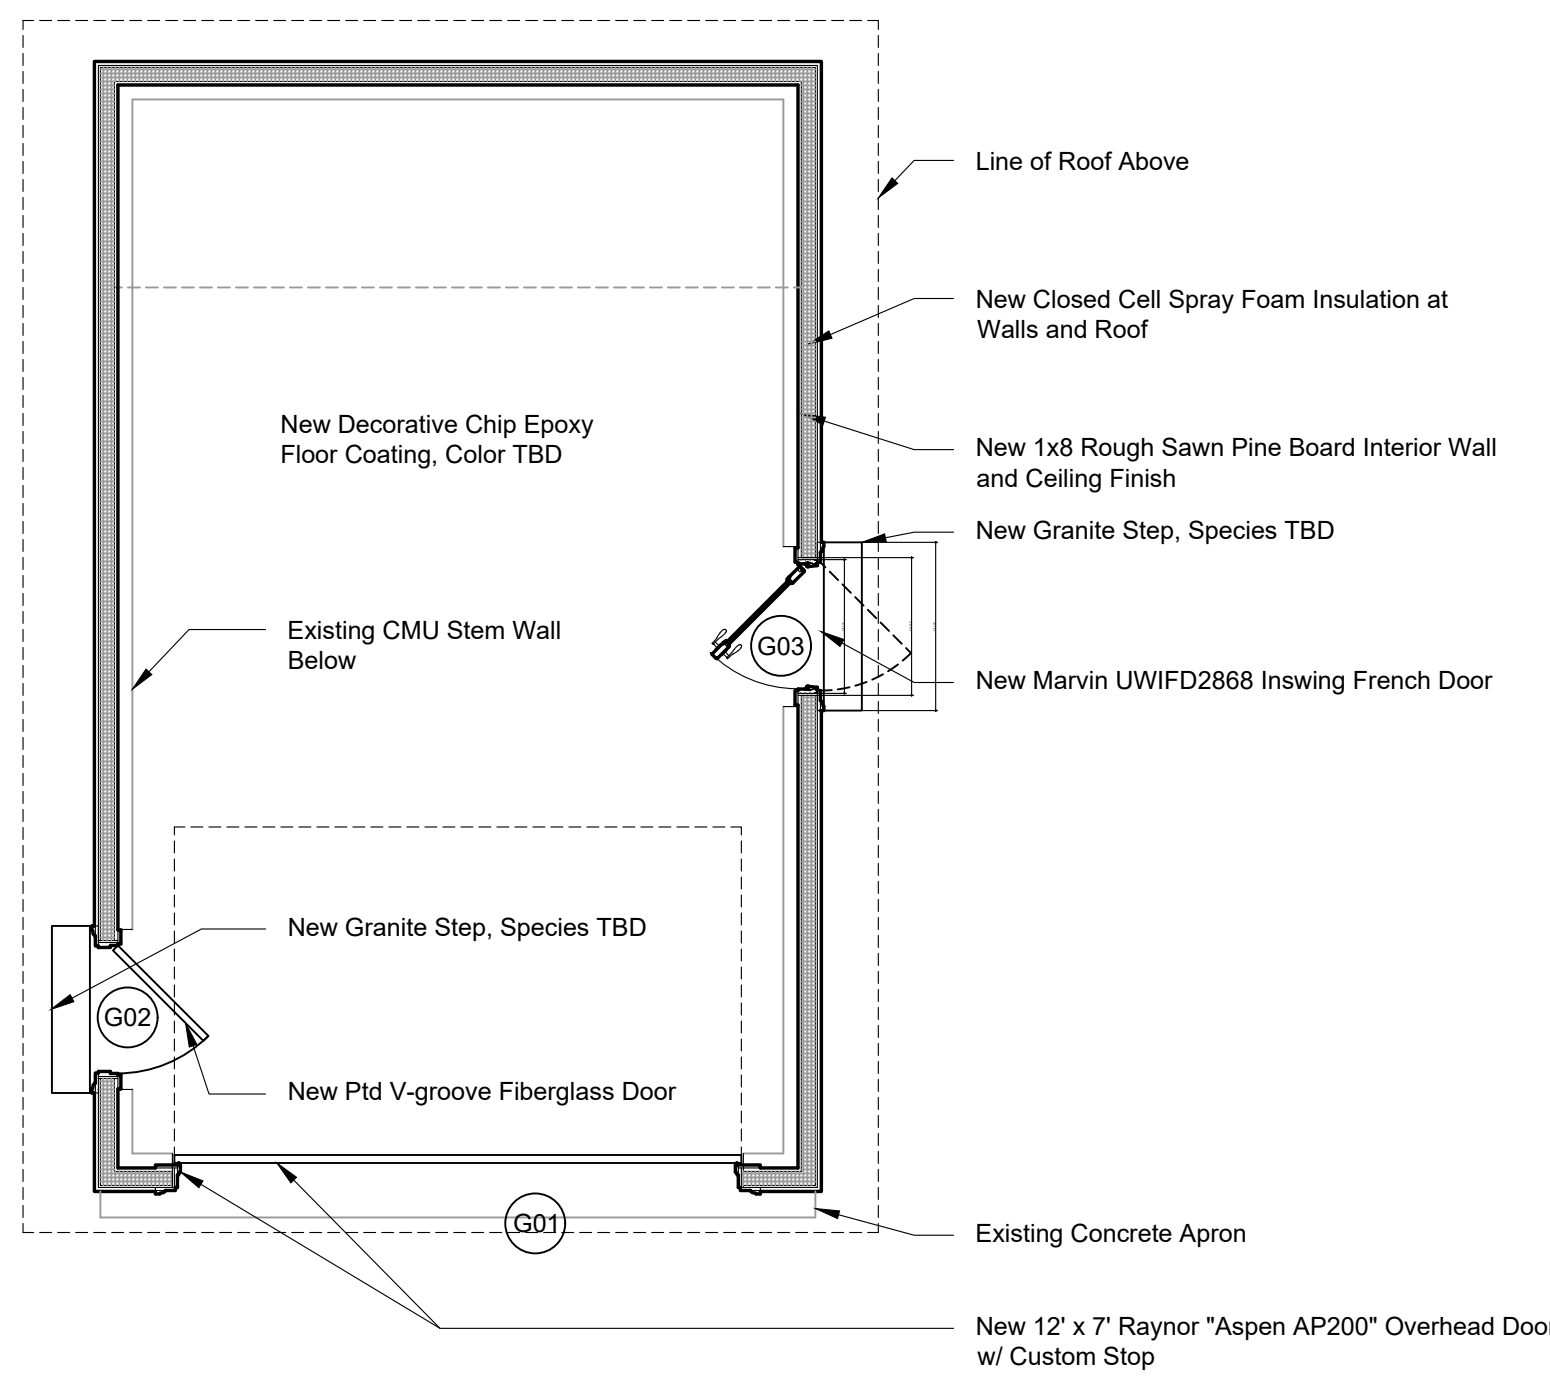 Line of Roof Above
New Closed Cell Spray Foam Insulation at
Walls and Roof
New Decorative Chip Epoxy
Floor Coating, Color TBD
New 1x8 Rough Sawn Pine Board Interior Wall
and Ceiling Finish
New Granite Step, Species TBD
Existing CMU Stem Wall
Below
G03
New Marvin UWIFD2868 Inswing French Door
New Granite Step, Species TBD
G02
New Ptd V-groove Fiberglass Door
G01
Existing Concrete Apron
New 12' x 7' Raynor "Aspen AP200" Overhead Door
w/ Custom Stop